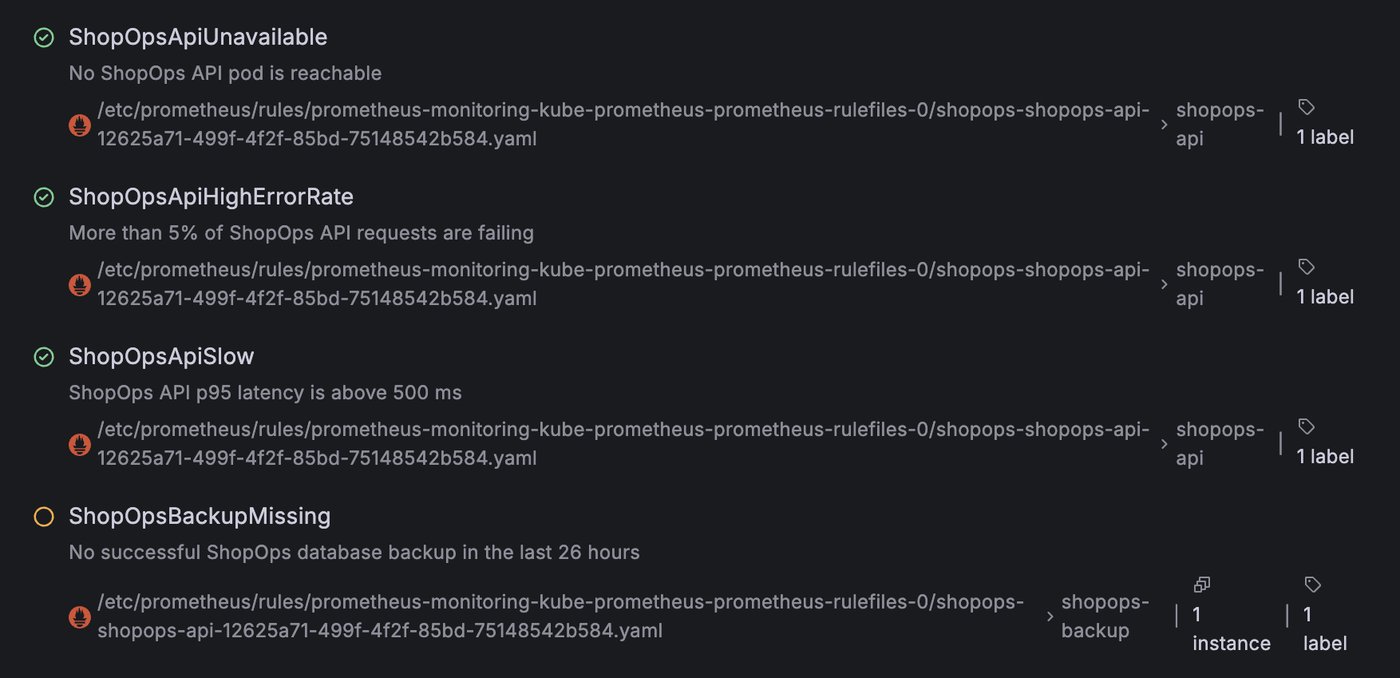 ShopOpsApiUnavailable
No ShopOps API pod is reachable
/etc/prometheus/rules/prometheus-monitoring-kube-prometheus-prometheus-rulefiles-0/shopops-shopops-api-
12625a71-499f-4f2f-85bd-75148542b584.yaml
shopops-
api
1 label
ShopOpsApiHighErrorRate
More than 5% of ShopOps API requests are failing
/etc/prometheus/rules/prometheus-monitoring-kube-prometheus-prometheus-rulefiles-0/shopops-shopops-api-
12625a71-499f-4f2f-85bd-75148542b584.yaml
shopops-
api
1 label
ShopOpsApiSlow
ShopOps API p95 latency is above 500 ms
/etc/prometheus/rules/prometheus-monitoring-kube-prometheus-prometheus-rulefiles-0/shopops-shopops-api-
12625a71-499f-4f2f-85bd-75148542b584.yaml
shopops-
api
1 label
ShopOpsBackupMissing
No successful ShopOps database backup in the last 26 hours
/etc/prometheus/rules/prometheus-monitoring-kube-prometheus-prometheus-rulefiles-0/shopops-
shopops-api-12625a71-499f-4f2f-85bd-75148542b584.yaml
shopops-
backup
1
instance
1
label